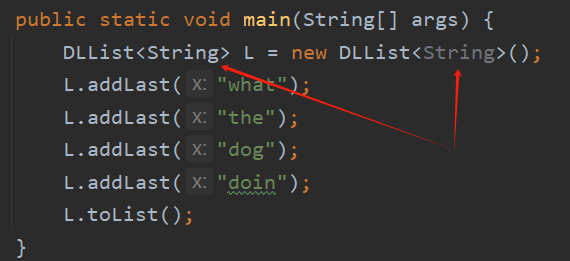 public static void main(String[] args) {
    DLList<String> L = new DLList<String>();
    L.addLast( x: "what");
    L.addLast( x: "the");
    L.addLast( x: "dog");
    L.addLast( x: "doin");
    L.toList();
}